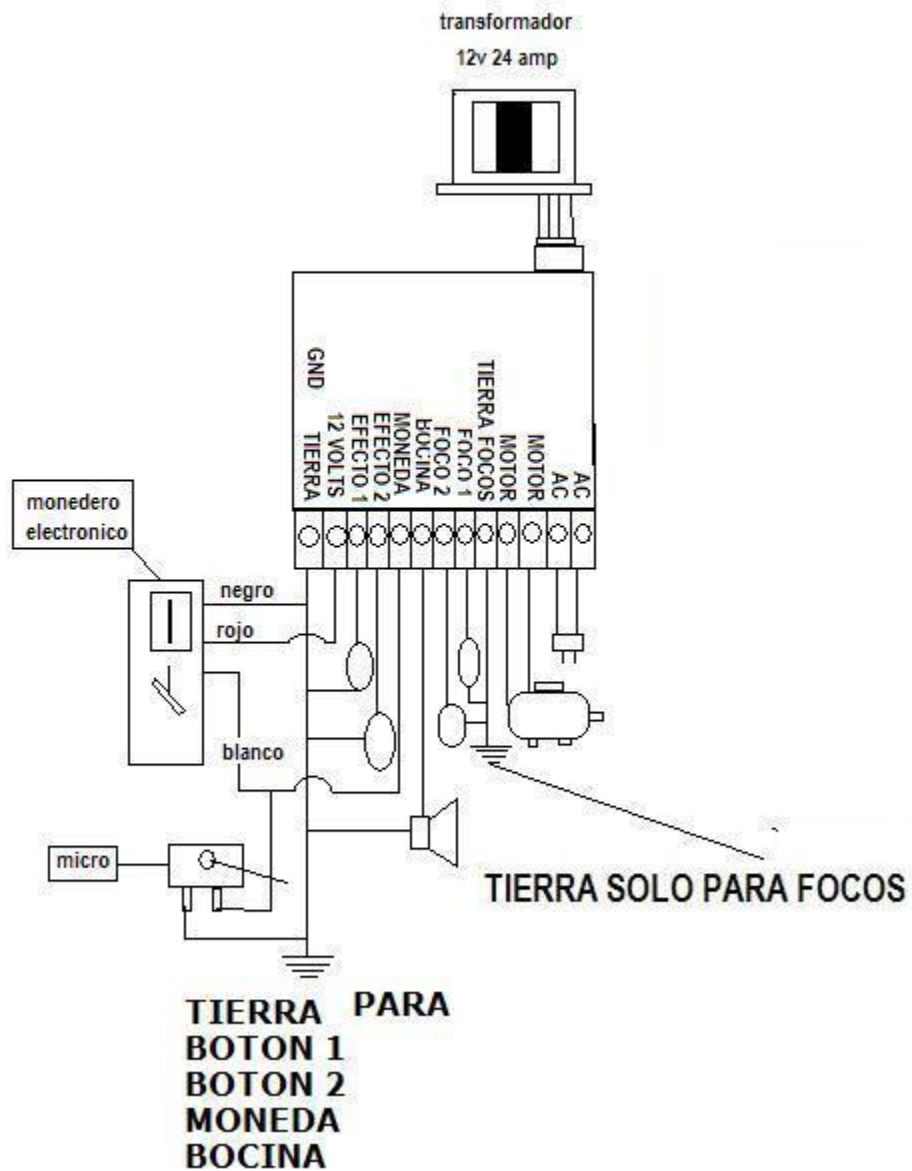 transformador
12v 24 amp
GND
TIERRA
12 VOLTS
EFECTO 1
EFECTO 2
MONEDA
BOCINA
FOCO 2
FOCO 1
TIERRA FOCOS
MOTOR
MOTOR
AC
AC
monedero
electronico
negro
rojo
blanco
micro
TIERRA SOLO PARA FOCOS
TIERRA PARA
BOTON 1
BOTON 2
MONEDA
BOCINA